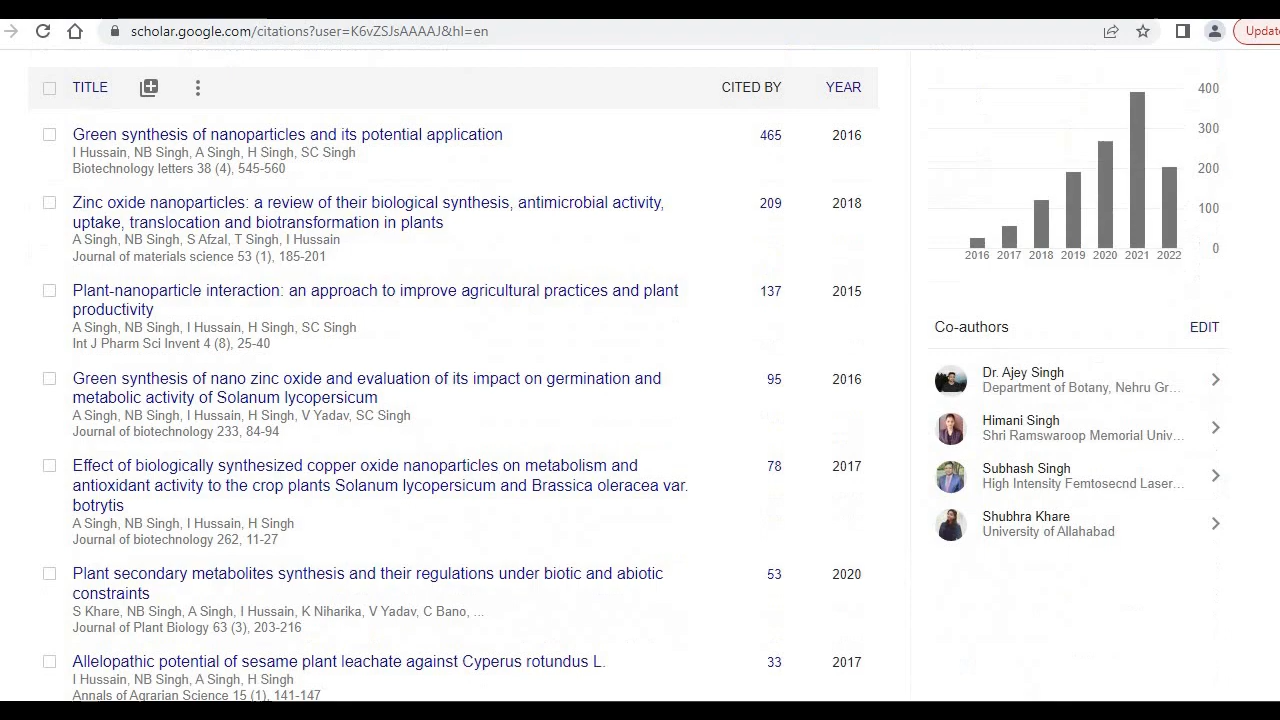 scholar.google.com/citations?user=K6vZSJsAAAAJ&hl=en
Update
TITLE
CITED BY YEAR
Green synthesis of nanoparticles and its potential application 465 2016
I Hussain, NB Singh, A Singh, H Singh, SC Singh
Biotechnology letters 38 (4), 545-560
Zinc oxide nanoparticles: a review of their biological synthesis, antimicrobial activity, 209 2018
uptake, translocation and biotransformation in plants
A Singh, NB Singh, S Afzal, T Singh, I Hussain
Journal of materials science 53 (1), 185-201
Plant-nanoparticle interaction: an approach to improve agricultural practices and plant 137 2015
productivity
A Singh, NB Singh, I Hussain, H Singh, SC Singh
Int J Pharm Sci Invent 4 (8), 25-40
Green synthesis of nano zinc oxide and evaluation of its impact on germination and 95 2016
metabolic activity of Solanum lycopersicum
A Singh, NB Singh, I Hussain, H Singh, V Yadav, SC Singh
Journal of biotechnology 233, 84-94
Effect of biologically synthesized copper oxide nanoparticles on metabolism and 78 2017
antioxidant activity to the crop plants Solanum lycopersicum and Brassica oleracea var.
botrytis
A Singh, NB Singh, I Hussain, H Singh
Journal of biotechnology 262, 11-27
Plant secondary metabolites synthesis and their regulations under biotic and abiotic 53 2020
constraints
S Khare, NB Singh, A Singh, I Hussain, K Niharika, V Yadav, C Bano, ...
Journal of Plant Biology 63 (3), 203-216
Allelopathic potential of sesame plant leachate against Cyperus rotundus L. 33 2017
I Hussain, NB Singh, A Singh, H Singh
Annals of Agrarian Science 15 (1), 141-147
400
300
200
100
0
2016 2017 2018 2019 2020 2021 2022
Co-authors EDIT
Dr. Ajey Singh
Department of Botany, Nehru Gr...
Himani Singh
Shri Ramswaroop Memorial Univ...
Subhash Singh
High Intensity Femtosecnd Laser...
Shubhra Khare
University of Allahabad